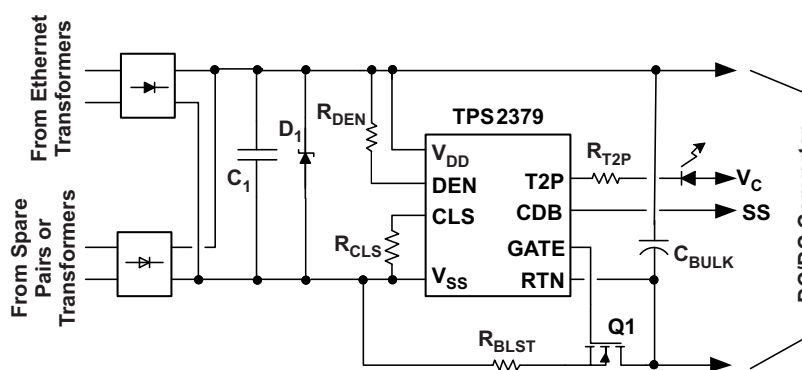 From Ethernet
Transformers
From Spare
Pairs or
Transformers
C1
D1
RDEN
RCLS
TPS2379
VDD
DEN
CLS
VSS
T2P
CDB
GATE
RTN
RT2P
VC
SS
CBULK
RBLST
Q1